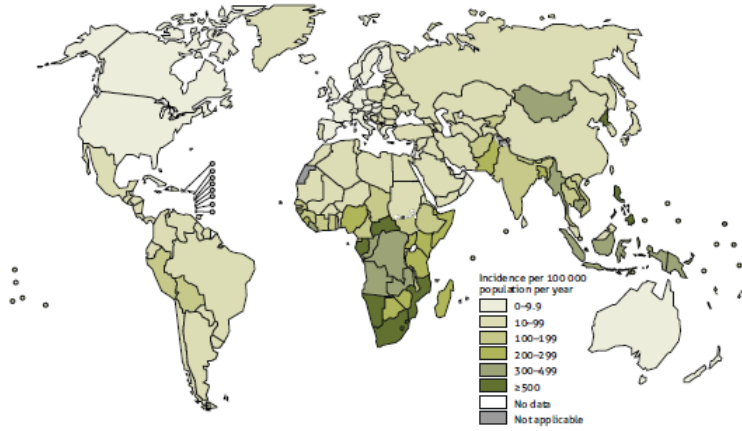 Incidence per 100 000
population per year
0–9.9
10–99
100–199
200–299
300–499
≥500
No data
Not applicable